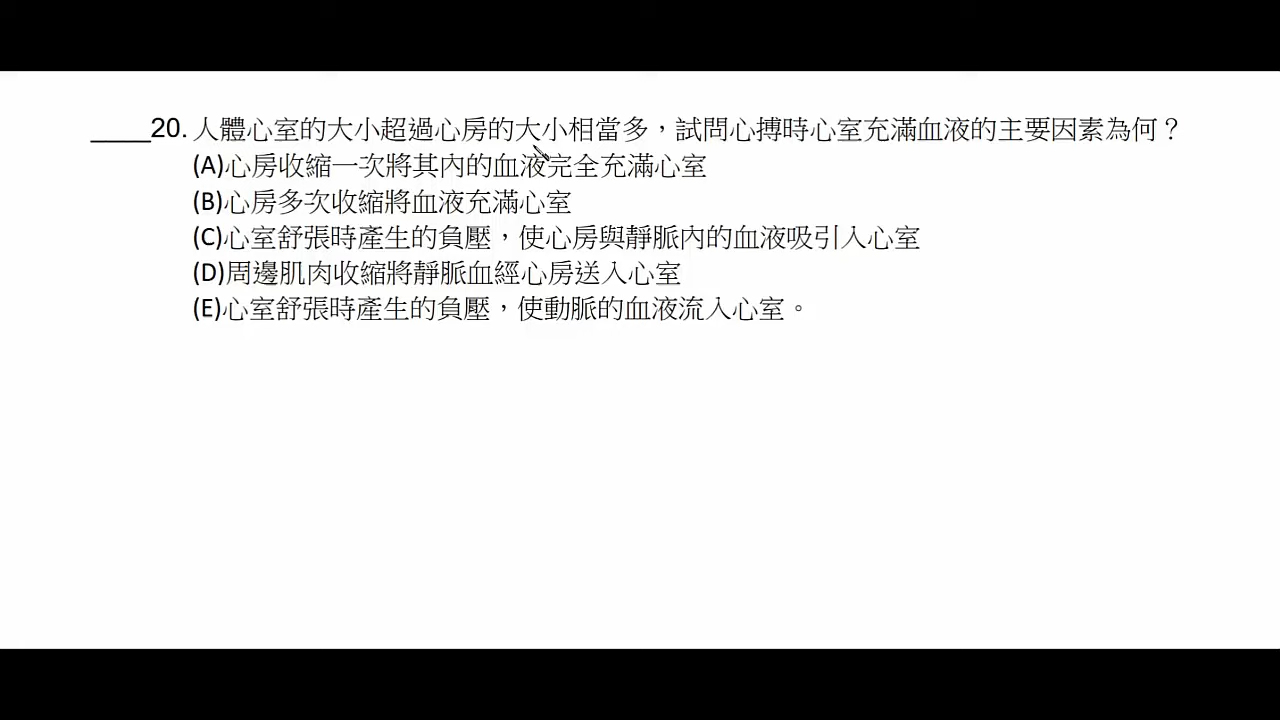 ____20. 人體心室的大小超過心房的大小相當多，試問心搏時心室充滿血液的主要因素為何？
(A)心房收縮一次將其內的血液完全充滿心室
(B)心房多次收縮將血液充滿心室
(C)心室舒張時產生的負壓，使心房與靜脈內的血液吸引入心室
(D)周邊肌肉收縮將靜脈血經心房送入心室
(E)心室舒張時產生的負壓，使動脈的血液流入心室。